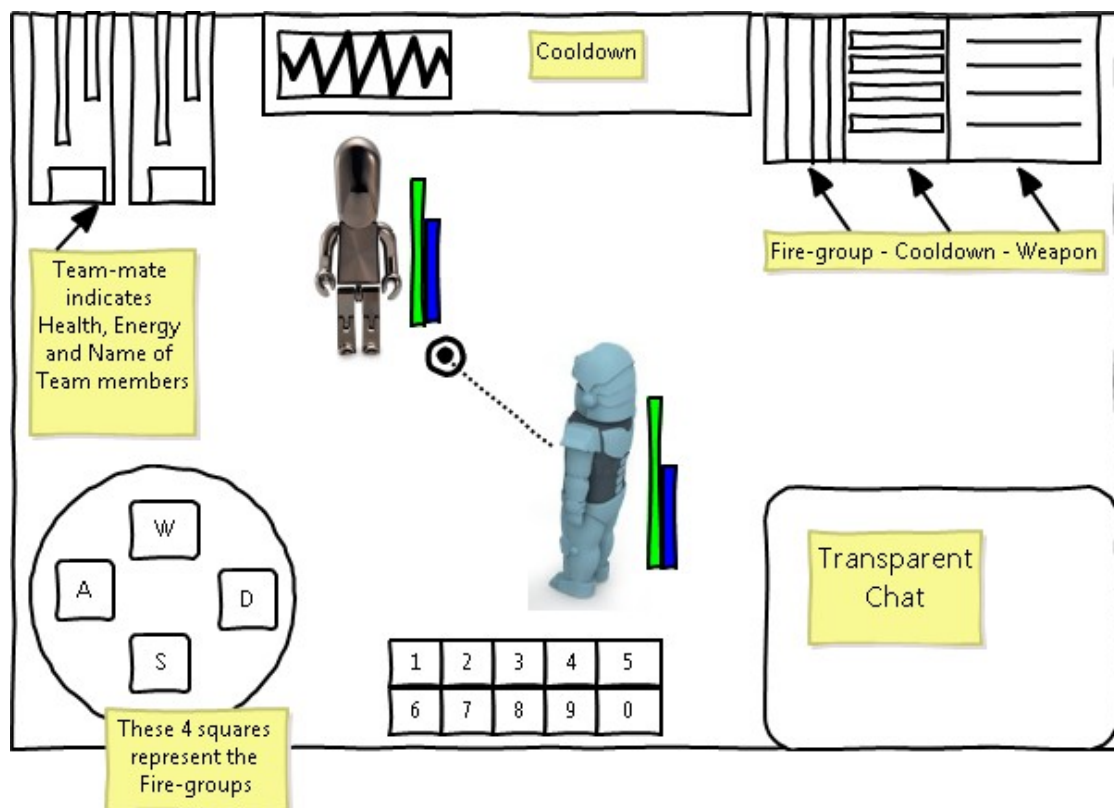 Cooldown
Fire-group - Cooldown - Weapon
Team-mate
indicates
Health, Energy
and Name of
Team members
W
A
D
S
These 4 squares
represent the
Fire-groups
1 2 3 4 5
6 7 8 9 0
Transparent
Chat